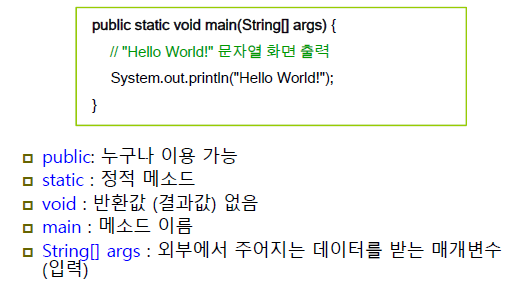 public static void main(String[] args) {
// "Hello World!" 문자열 화면 출력
System.out.println("Hello World!");
}
public: 누구나 이용 가능
static : 정적 메소드
void : 반환값 (결과값) 없음
main : 메소드 이름
String[] args : 외부에서 주어지는 데이터를 받는 매개변수
(입력)